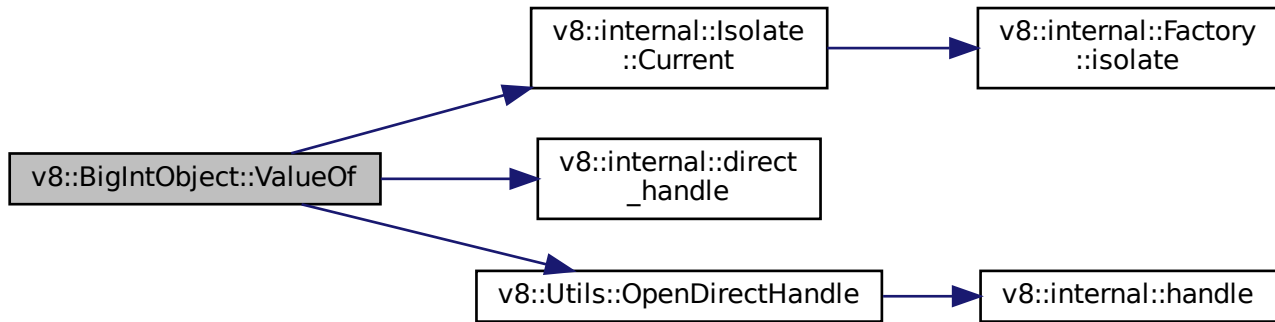 v8::internal::Isolate
::Current
v8::internal::Factory
::isolate
v8::BigIntObject::ValueOf
v8::internal::direct
_handle
v8::Utils::OpenDirectHandle
v8::internal::handle